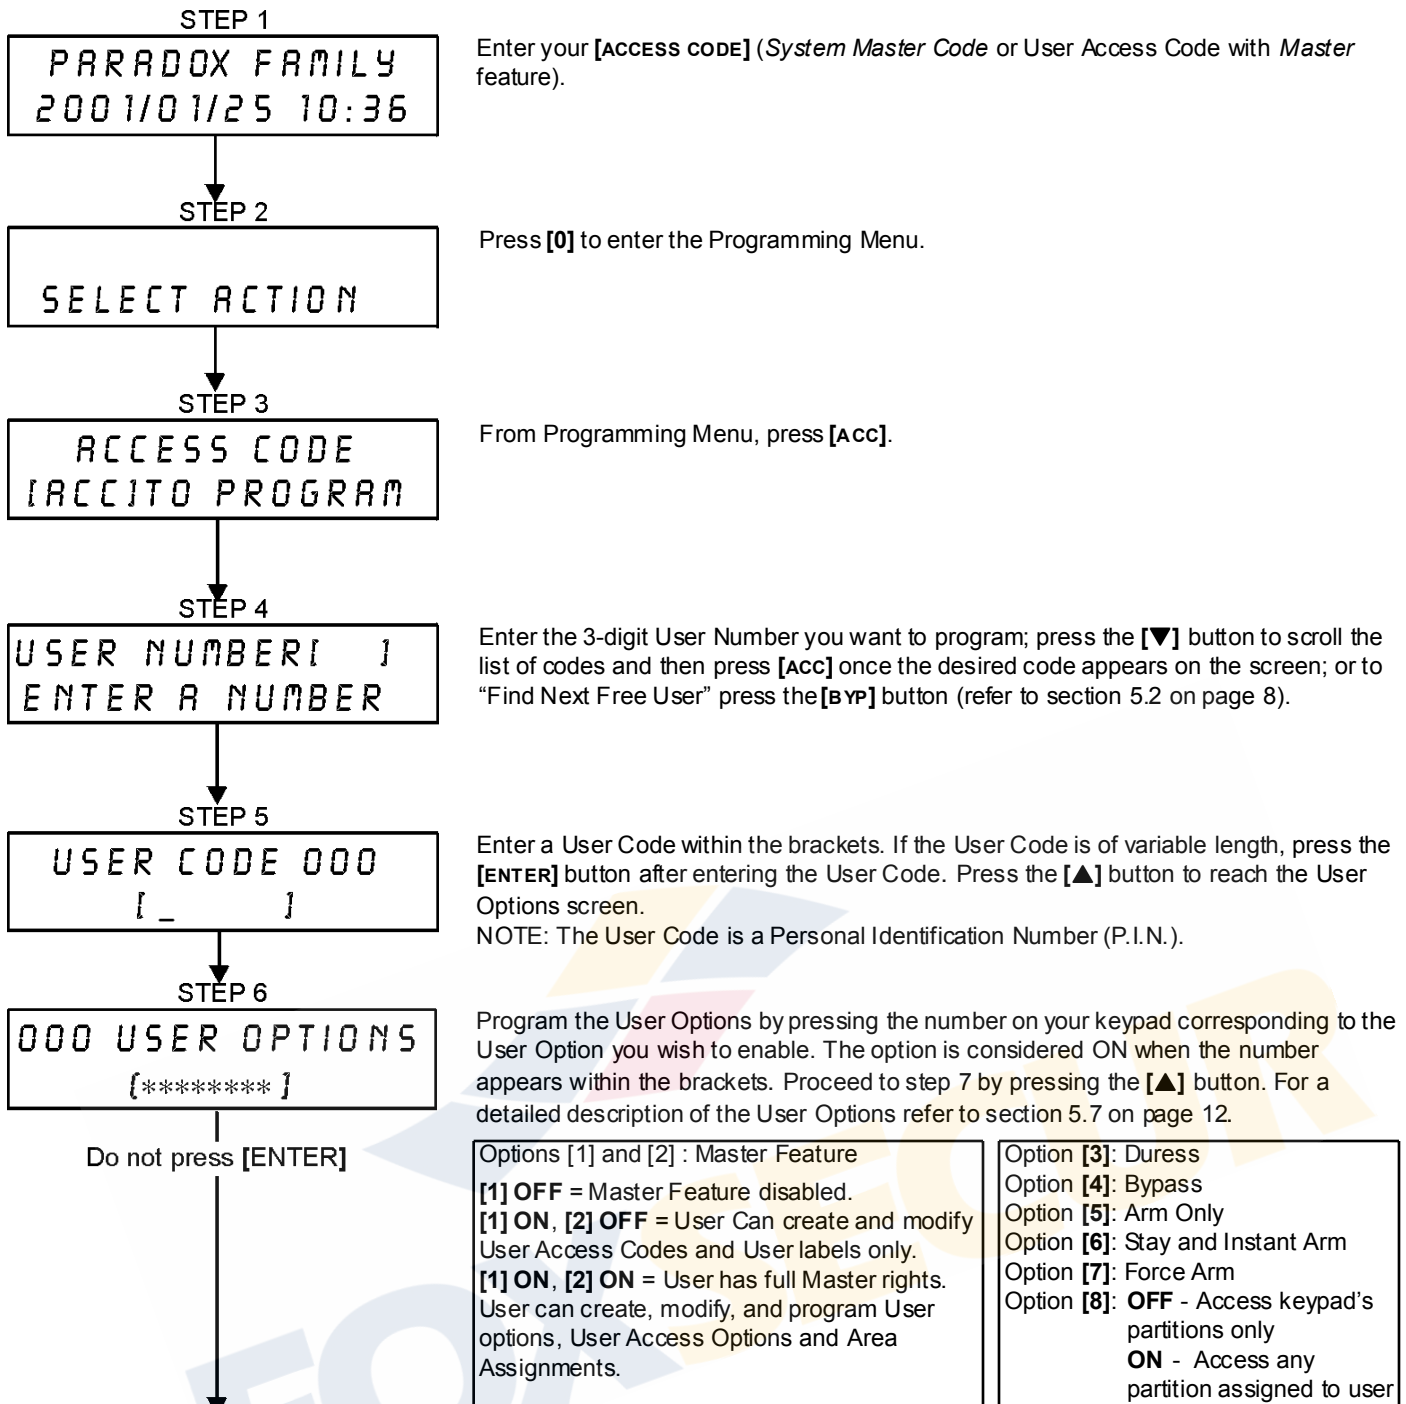 STEP 1
PARADOX FAMILY
2001/01/25 10:36
Enter your [ACCESS CODE] (System Master Code or User Access Code with Master
feature).
STEP 2
SELECT ACTION
Press [0] to enter the Programming Menu.
STEP 3
ACCESS CODE
[ACC]TO PROGRAM
From Programming Menu, press [ACC].
STEP 4
USER NUMBER[   ]
ENTER A NUMBER
Enter the 3-digit User Number you want to program; press the [▼] button to scroll the
list of codes and then press [ACC] once the desired code appears on the screen; or to
“Find Next Free User” press the [BYP] button (refer to section 5.2 on page 8).
STEP 5
USER CODE 000
[ _      ]
Enter a User Code within the brackets. If the User Code is of variable length, press the
[ENTER] button after entering the User Code. Press the [▲] button to reach the User
Options screen.
NOTE: The User Code is a Personal Identification Number (P.I.N.).
STEP 6
000 USER OPTIONS
[******** ]
Do not press [ENTER]
Program the User Options by pressing the number on your keypad corresponding to the
User Option you wish to enable. The option is considered ON when the number
appears within the brackets. Proceed to step 7 by pressing the [▲] button. For a
detailed description of the User Options refer to section 5.7 on page 12.
Options [1] and [2] : Master Feature
[1] OFF = Master Feature disabled.
[1] ON, [2] OFF = User Can create and modify
User Access Codes and User labels only.
[1] ON, [2] ON = User has full Master rights.
User can create, modify, and program User
options, User Access Options and Area
Assignments.
Option [3]: Duress
Option [4]: Bypass
Option [5]: Arm Only
Option [6]: Stay and Instant Arm
Option [7]: Force Arm
Option [8]: OFF - Access keypad's
partitions only
ON - Access any
partition assigned to user
FOXSECUR